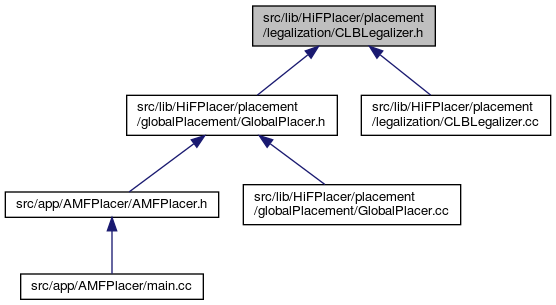 src/lib/HiFPlacer/placement
/legalization/CLBLegalizer.h
src/lib/HiFPlacer/placement
/globalPlacement/GlobalPlacer.h
src/lib/HiFPlacer/placement
/legalization/CLBLegalizer.cc
src/app/AMFPlacer/AMFPlacer.h
src/lib/HiFPlacer/placement
/globalPlacement/GlobalPlacer.cc
src/app/AMFPlacer/main.cc